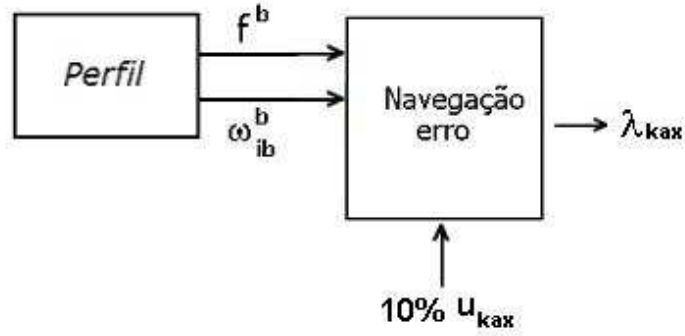 f^b
Perfil
ω^b_ib
Navegação
erro
λ_kax
10% u_kax